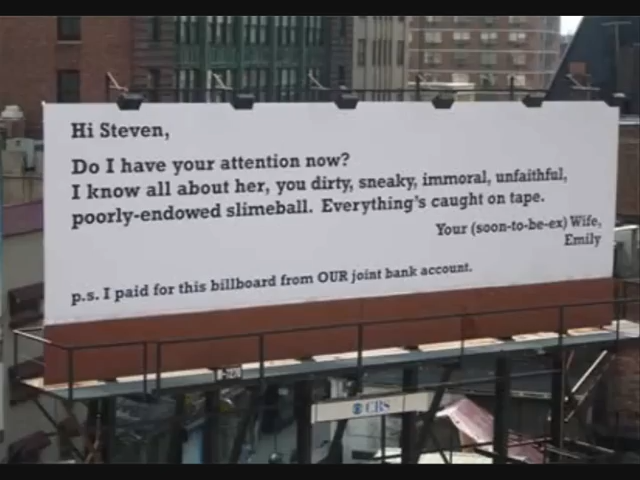 Hi Steven,
Do I have your attention now?
I know all about her, you dirty, sneaky, immoral, unfaithful,
poorly-endowed slimeball. Everything's caught on tape.
Your (soon-to-be-ex) Wife,
Emily
p.s. I paid for this billboard from OUR joint bank account.
CBS